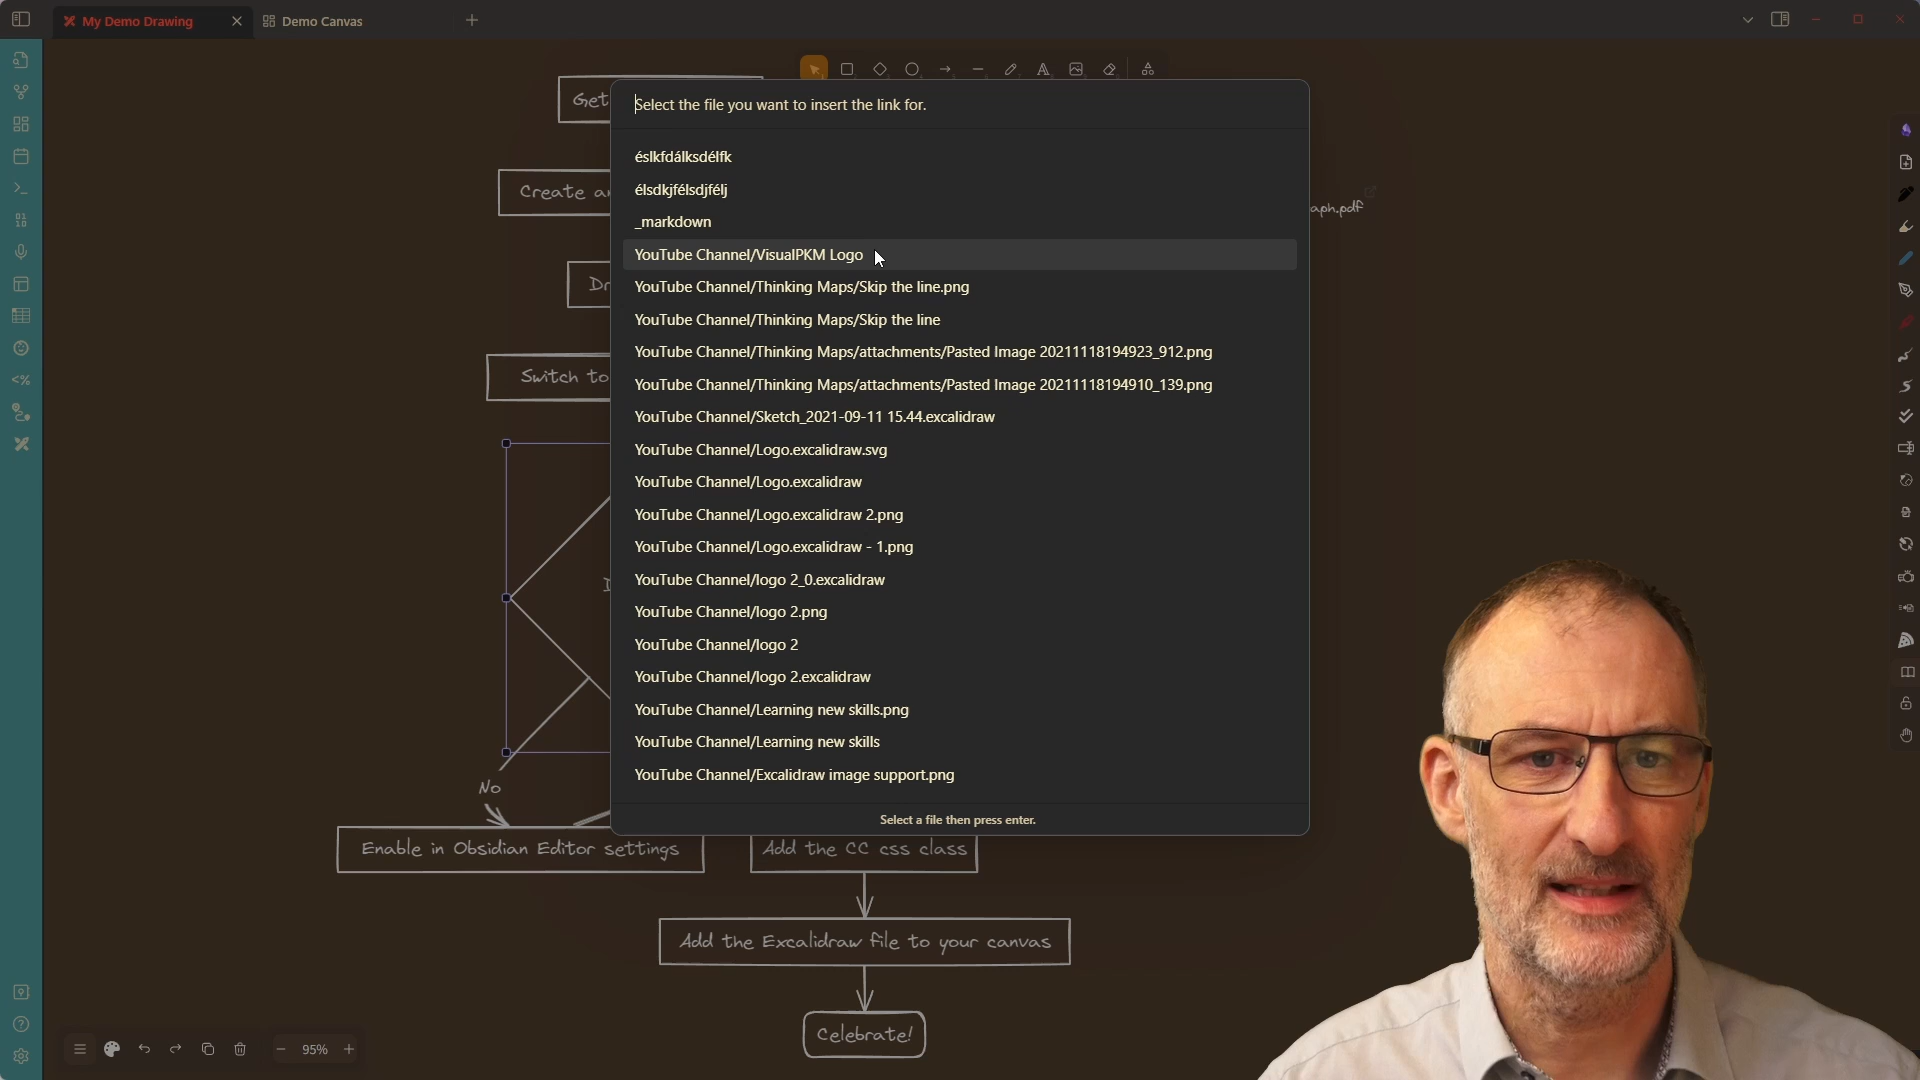 My Demo Drawing
Demo Canvas
Get
Select the file you want to insert the link for.
éslkfdálksdélfk
élsdkjfélsdjfélj
Create
aph.pdf
_markdown
YouTube Channel/VisualPKM Logo
YouTube Channel/Thinking Maps/Skip the line.png
YouTube Channel/Thinking Maps/Skip the line
YouTube Channel/Thinking Maps/attachments/Pasted Image 20211118194923_912.png
Switch to
YouTube Channel/Thinking Maps/attachments/Pasted Image 20211118194910_139.png
YouTube Channel/Sketch_2021-09-11 15.44.excalidraw
YouTube Channel/Logo.excalidraw.svg
YouTube Channel/Logo.excalidraw
YouTube Channel/Logo.excalidraw 2.png
YouTube Channel/Logo.excalidraw - 1.png
YouTube Channel/logo 2_0.excalidraw
YouTube Channel/logo 2.png
YouTube Channel/logo 2
YouTube Channel/logo 2.excalidraw
YouTube Channel/Learning new skills.png
YouTube Channel/Learning new skills
YouTube Channel/Excalidraw image support.png
No
Select a file then press enter.
Enable in Obsidian Editor settings
Add the CC css class
Add the Excalidraw file to your canvas
Celebrate!
95%